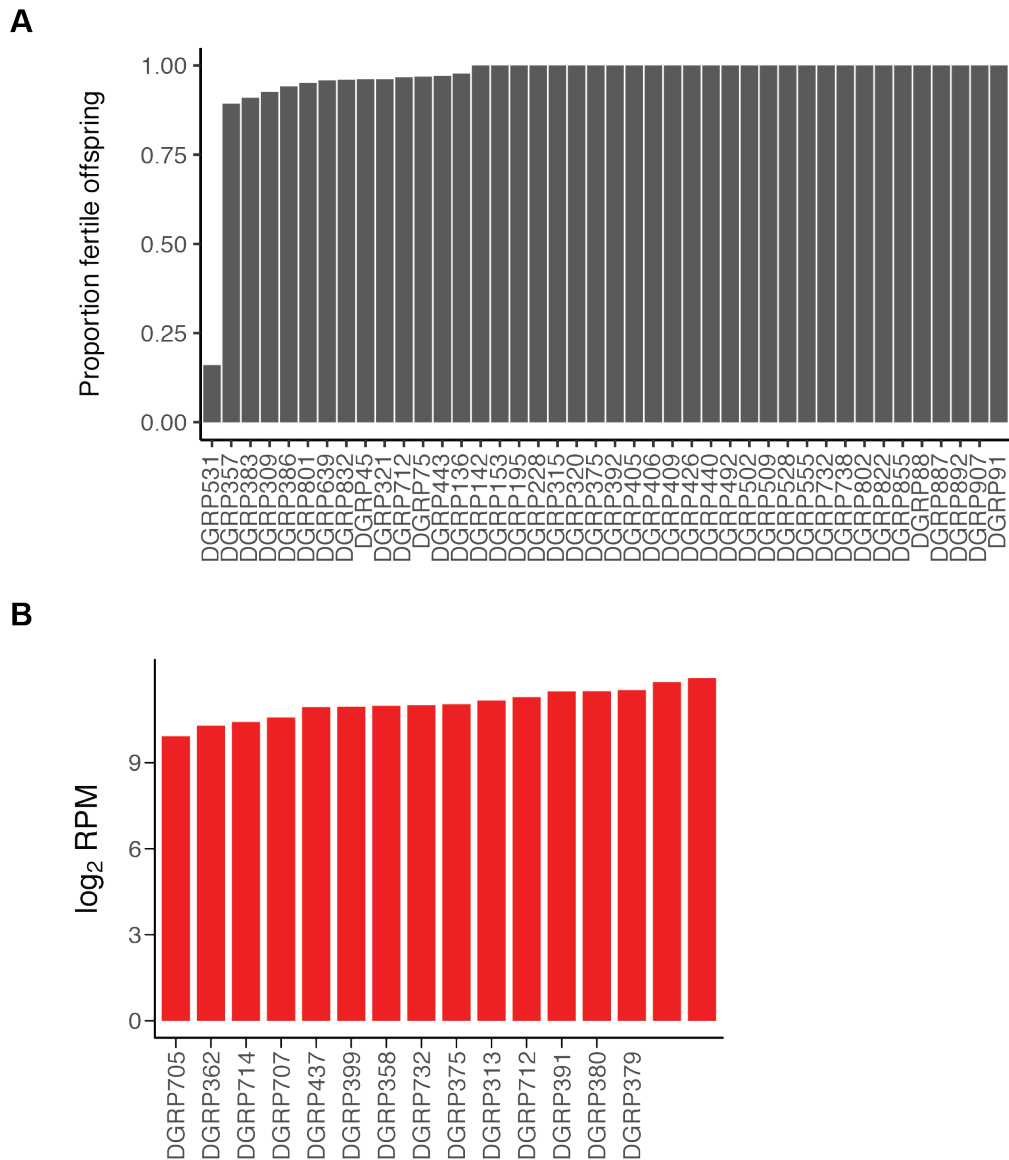 A
Proportion fertile offspring
1.00
0.75
0.50
0.25
0.00
DGRP531
DGRP357
DGRP383
DGRP309
DGRP386
DGRP801
DGRP639
DGRP832
DGRP45
DGRP321
DGRP712
DGRP75
DGRP443
DGRP136
DGRP142
DGRP153
DGRP195
DGRP228
DGRP315
DGRP320
DGRP375
DGRP392
DGRP405
DGRP406
DGRP409
DGRP426
DGRP440
DGRP492
DGRP502
DGRP509
DGRP528
DGRP555
DGRP732
DGRP738
DGRP802
DGRP822
DGRP855
DGRP88
DGRP887
DGRP892
DGRP907
DGRP91
B
log₂ RPM
9
6
3
0
DGRP705
DGRP362
DGRP714
DGRP707
DGRP437
DGRP399
DGRP358
DGRP732
DGRP375
DGRP313
DGRP712
DGRP391
DGRP380
DGRP379